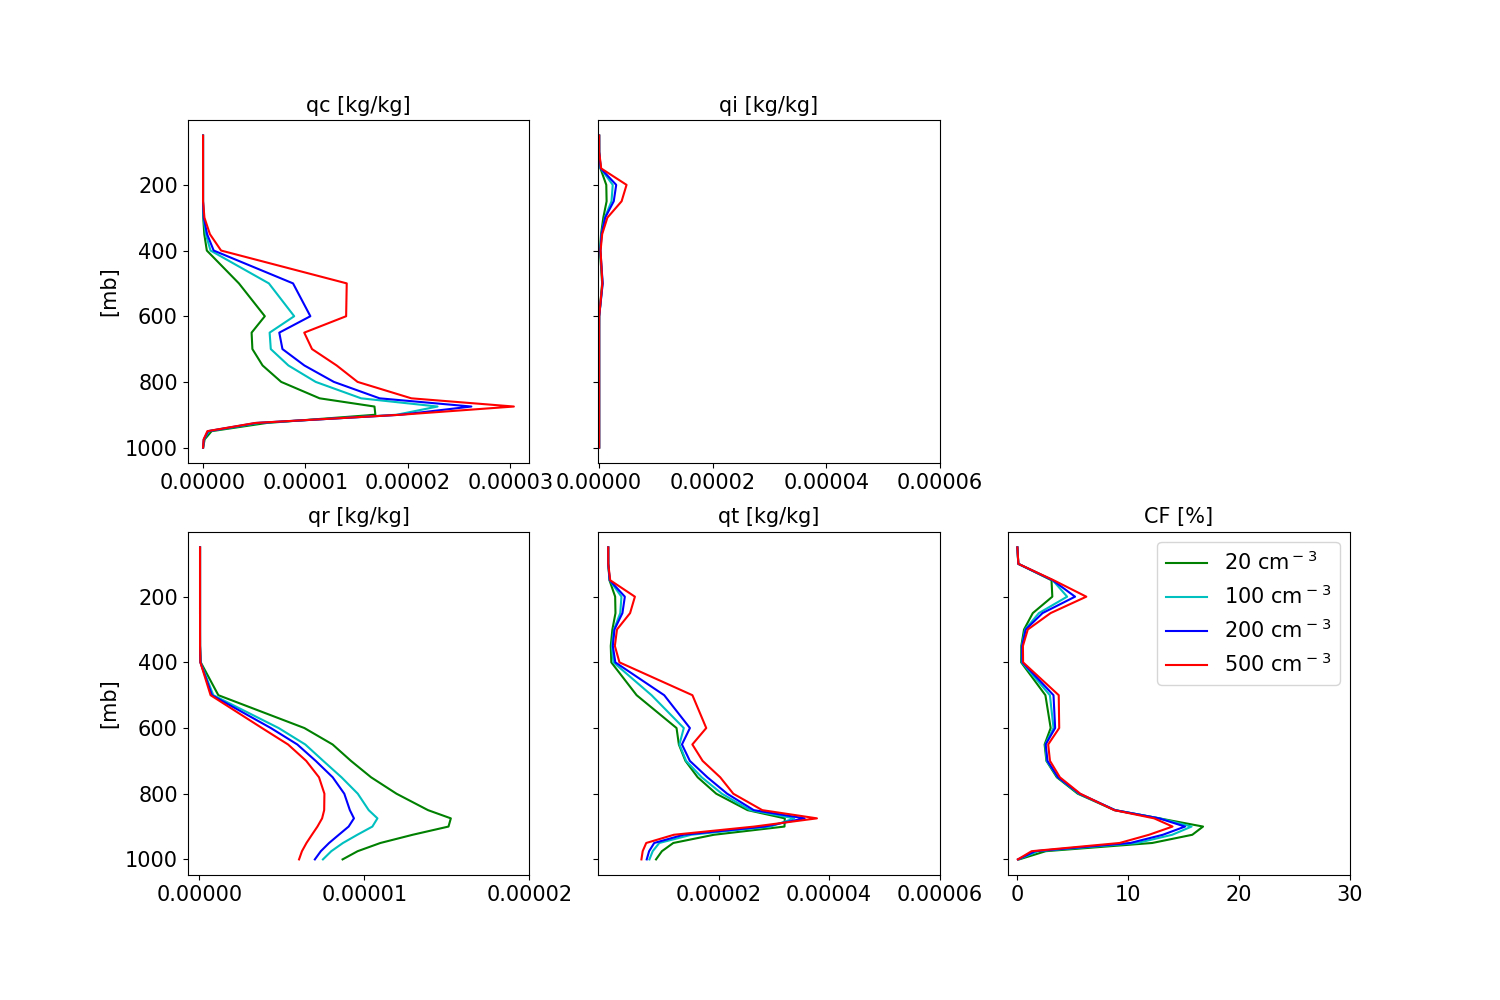 qc [kg/kg]
qi [kg/kg]
[mb]
200
400
600
800
1000
0.00000 0.00001 0.00002 0.00003
0.00000 0.00002 0.00004 0.00006
qr [kg/kg]
qt [kg/kg]
CF [%]
[mb]
200
400
600
800
1000
0.00000 0.00001 0.00002
0.00002 0.00004 0.00006
0 10 20 30
20 cm⁻³
100 cm⁻³
200 cm⁻³
500 cm⁻³